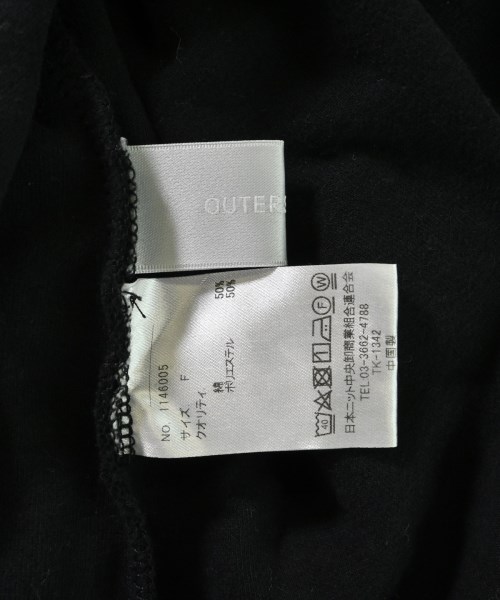 OUTERS
No. 1146005
サイズ F
クオリティ
綿 50%
ポリエステル 50%
40 F W
日本ニット中央卸商業組合連合会
TEL 03-3662-4788
TK-1342
中国製